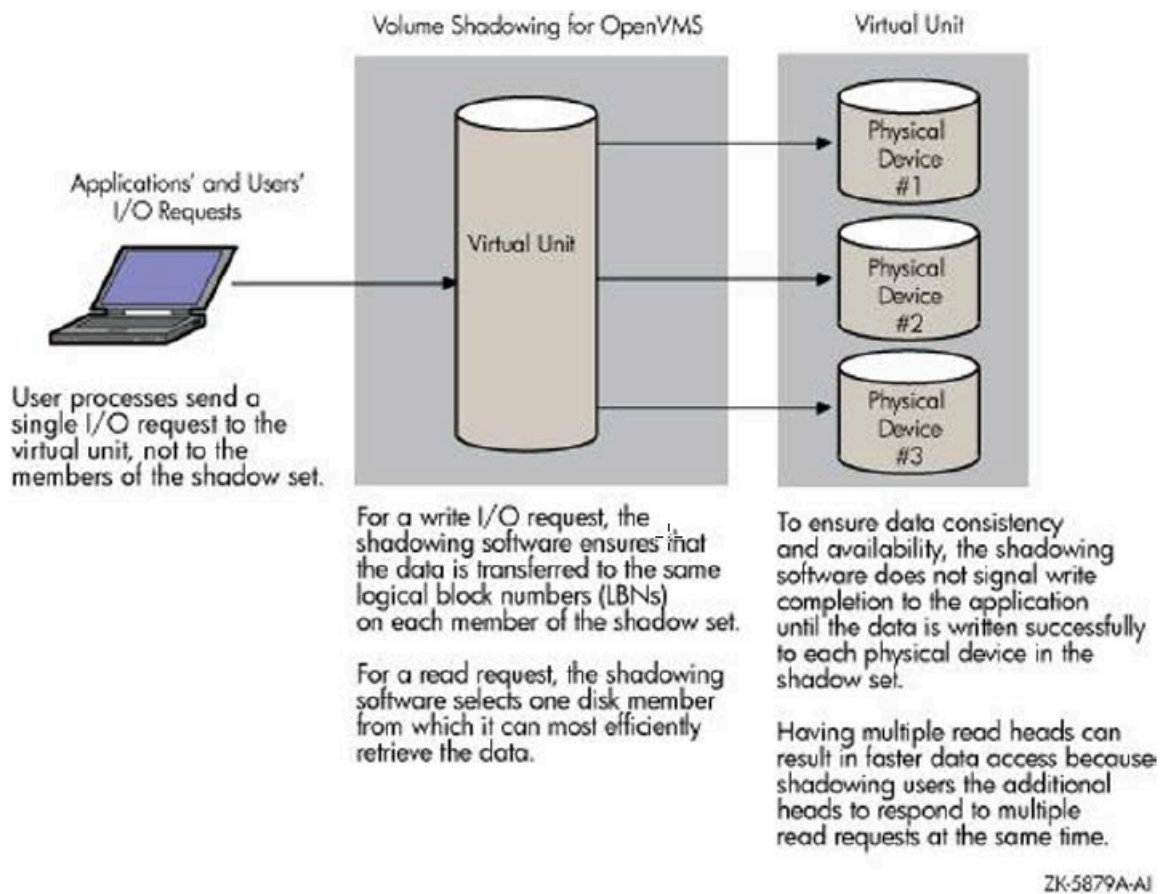 Volume Shadowing for OpenVMS
Virtual Unit
Applications' and Users'
I/O Requests
Virtual Unit
Physical
Device
#1
Physical
Device
#2
Physical
Device
#3
User processes send a
single I/O request to the
virtual unit, not to the
members of the shadow set.
For a write I/O request, the
shadowing software ensures that
the data is transferred to the same
logical block numbers (LBNs)
on each member of the shadow set.
For a read request, the shadowing
software selects one disk member
from which it can most efficiently
retrieve the data.
To ensure data consistency
and availability, the shadowing
software does not signal write
completion to the application
until the data is written successfully
to each physical device in the
shadow set.
Having multiple read heads can
result in faster data access because
shadowing users the additional
heads to respond to multiple
read requests at the same time.
ZK-5879A-AI